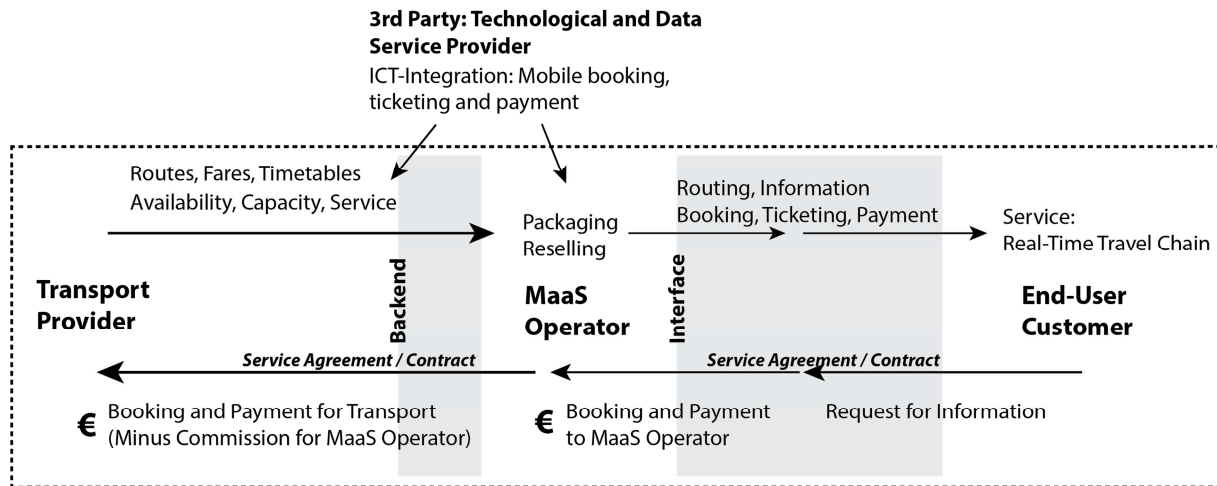 3rd Party: Technological and Data
Service Provider
ICT-Integration: Mobile booking,
ticketing and payment
Routes, Fares, Timetables
Availability, Capacity, Service
Packaging
Reselling
Routing, Information
Booking, Ticketing, Payment
Service:
Real-Time Travel Chain
Transport
Provider
Backend
MaaS
Operator
Interface
End-User
Customer
Service Agreement / Contract
Service Agreement / Contract
€ Booking and Payment for Transport
(Minus Commission for MaaS Operator)
€ Booking and Payment
to MaaS Operator
Request for Information